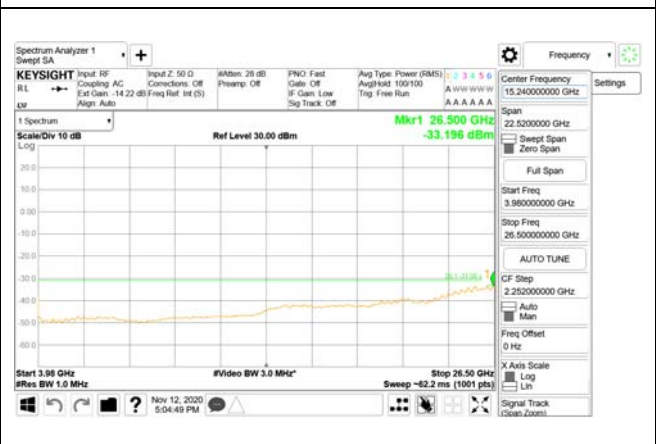 Spectrum Analyzer 1
Swept SA
Frequency
KEYSIGHT
RL
Input: RF
Coupling: AC
Ext Gain: -14.22 dB
Align: Auto
Input Z: 50 Ω
Corrections: Off
Freq Ref: Int (S)
#Atten: 28 dB
Preamp: Off
PNO: Fast
Gate: Off
IF Gain: Low
Sig Track: Off
Avg Type: Power (RMS)
Avg|Hold: 100/100
Trig: Free Run
1 2 3 4 5 6
A W W W W W
A A A A A A
1 Spectrum
Scale/Div 10 dB
Log
Ref Level 30.00 dBm
Mkr1 26.500 GHz
-33.196 dBm
20.0
10.0
0.00
-10.0
-20.0
-30.0
-40.0
-50.0
-60.0
1
Start 3.98 GHz
#Res BW 1.0 MHz
#Video BW 3.0 MHz*
Stop 26.50 GHz
Sweep ~62.2 ms (1001 pts)
?
Nov 12, 2020
5:04:49 PM
Center Frequency
15.240000000 GHz
Settings
Span
22.5200000 GHz
Swept Span
Zero Span
Full Span
Start Freq
3.980000000 GHz
Stop Freq
26.500000000 GHz
AUTO TUNE
CF Step
2.252000000 GHz
Auto
Man
Freq Offset
0 Hz
X Axis Scale
Log
Lin
Signal Track
(Span Zoom)